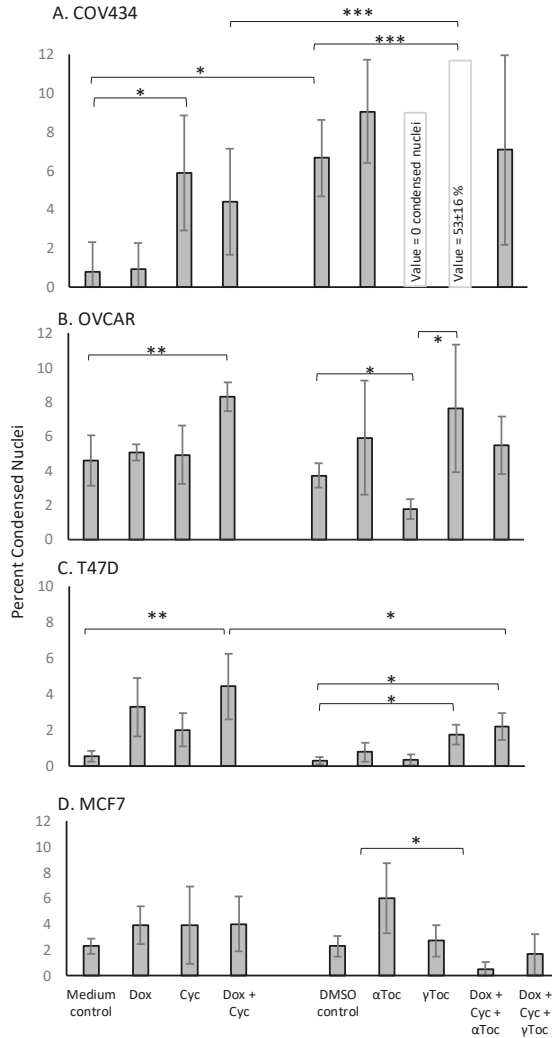 A. COV434
***
***
*
*
12
10
8
6
4
2
0
Value = 0 condensed nuclei
Value = 53±16 %
B. OVCAR
**
*
*
12
10
8
6
4
2
0
Percent Condensed Nuclei
C. T47D
**
*
*
*
10
8
6
4
2
0
D. MCF7
*
12
10
8
6
4
2
0
Medium control
Dox
Cyc
Dox + Cyc
DMSO control
αToc
γToc
Dox + Cyc + αToc
Dox + Cyc + γToc